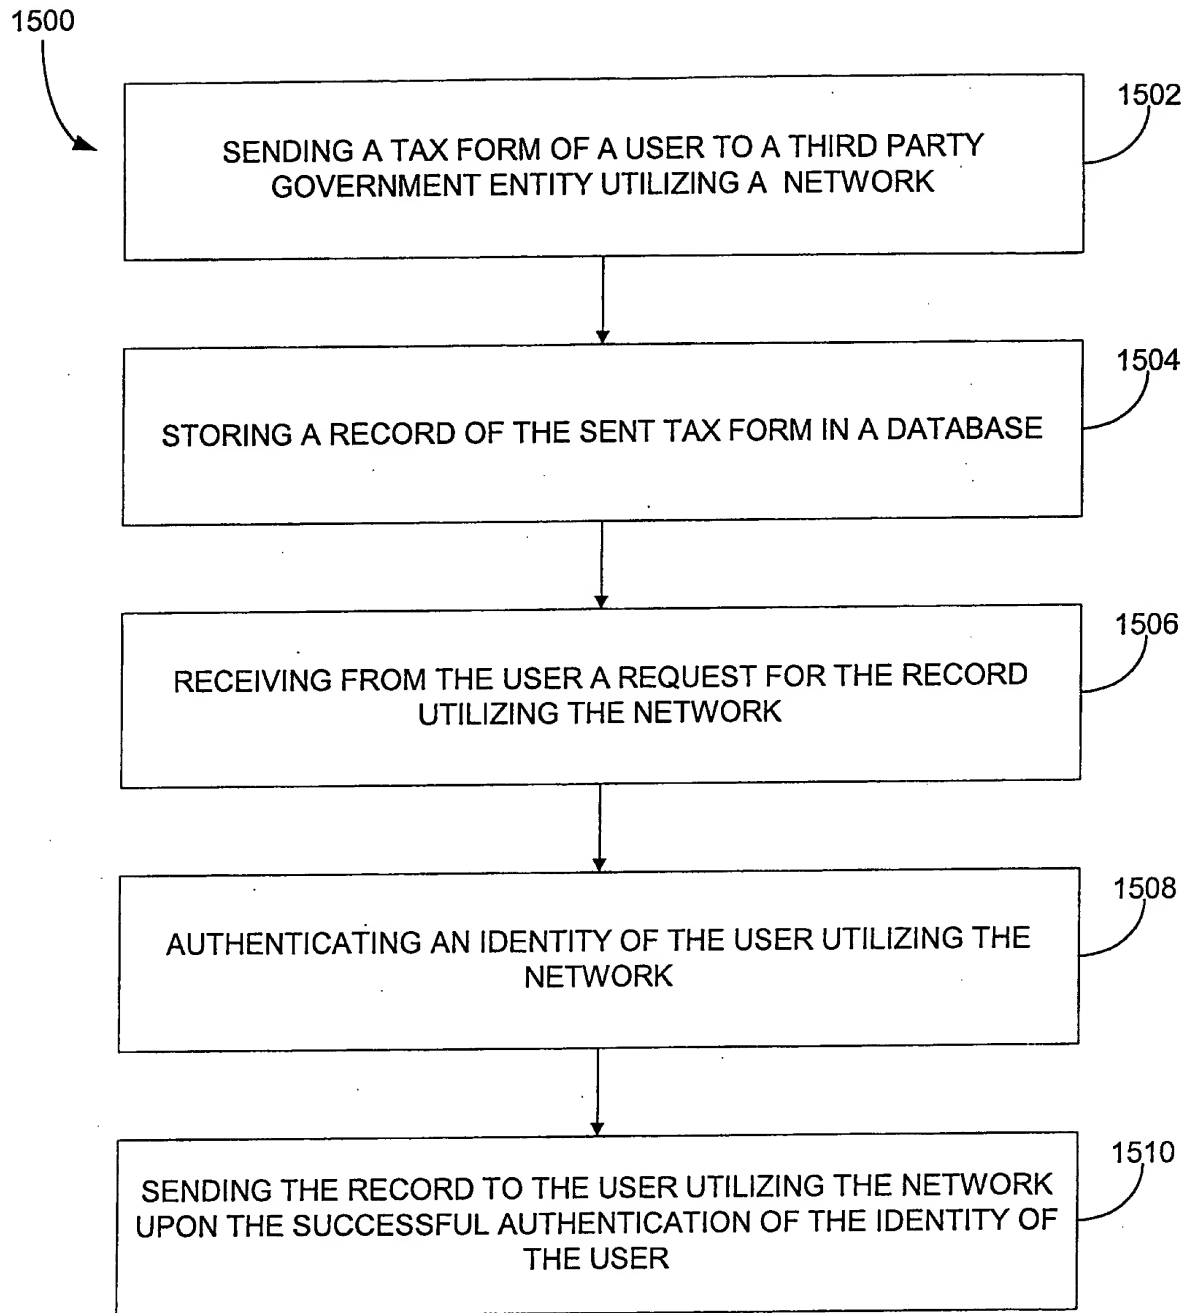 1500
1502
SENDING A TAX FORM OF A USER TO A THIRD PARTY
GOVERNMENT ENTITY UTILIZING A NETWORK
1504
STORING A RECORD OF THE SENT TAX FORM IN A DATABASE
1506
RECEIVING FROM THE USER A REQUEST FOR THE RECORD
UTILIZING THE NETWORK
1508
AUTHENTICATING AN IDENTITY OF THE USER UTILIZING THE
NETWORK
1510
SENDING THE RECORD TO THE USER UTILIZING THE NETWORK
UPON THE SUCCESSFUL AUTHENTICATION OF THE IDENTITY OF
THE USER